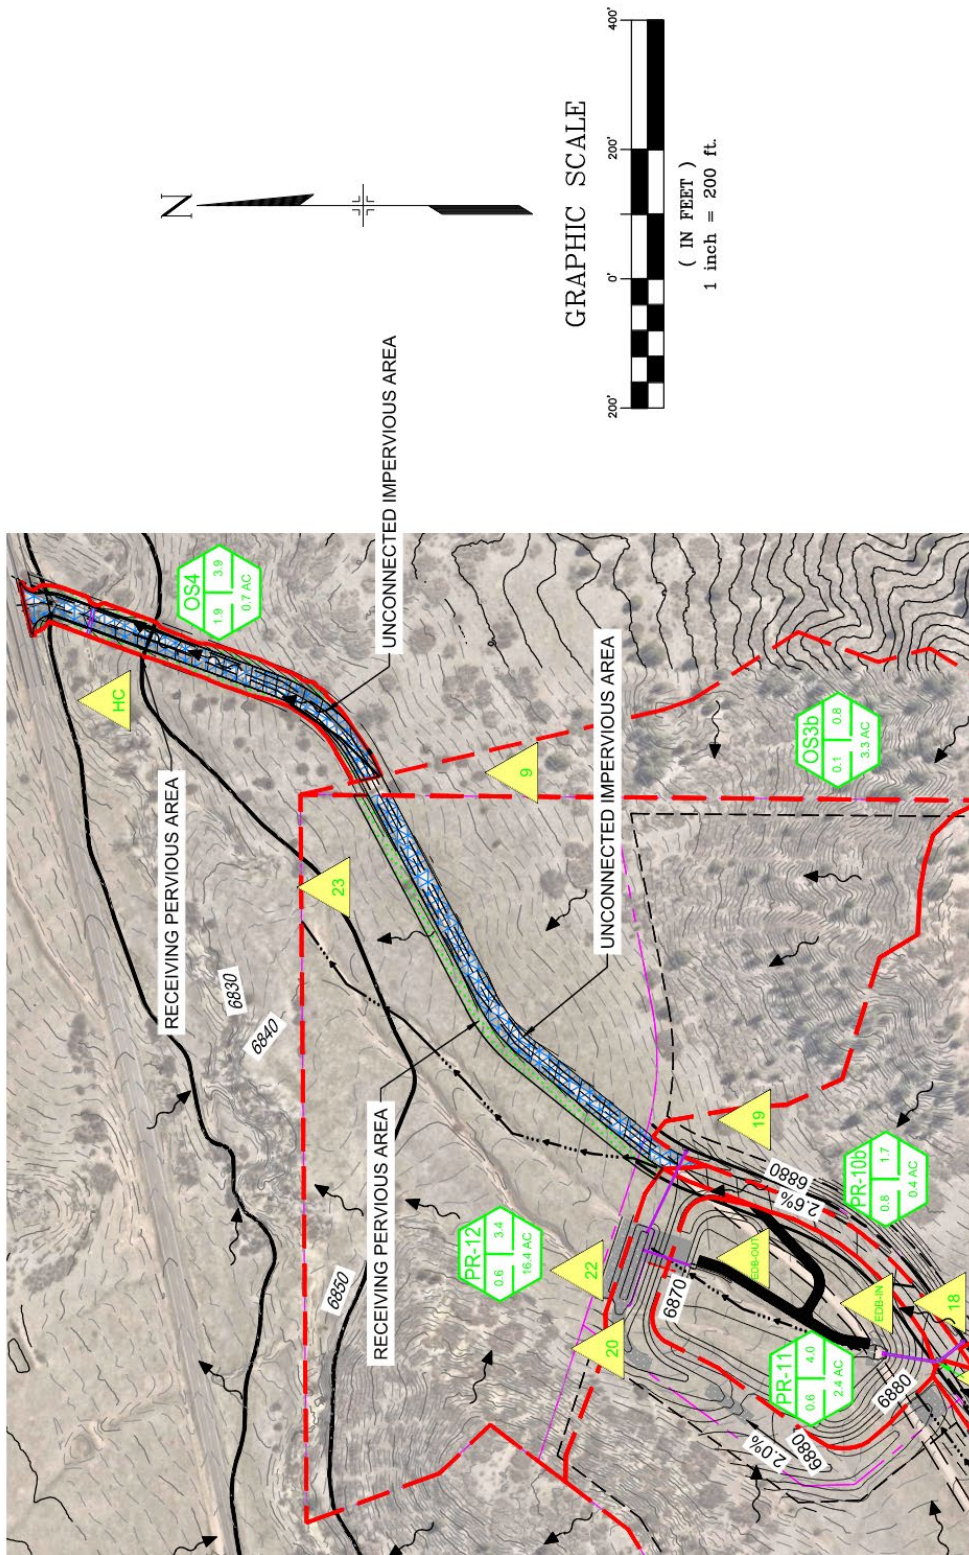 N
GRAPHIC SCALE
200'
0'
200'
400'
( IN FEET )
1 inch = 200 ft.
UNCONNECTED IMPERVIOUS AREA
OS4
1.9
3.9
0.7 AC
HC
RECEIVING PERVIOUS AREA
UNCONNECTED IMPERVIOUS AREA
OS3b
0.1
0.8
3.3 AC
9
23
6830
6840
6850
RECEIVING PERVIOUS AREA
19
PR-12
0.6
3.4
16.4 AC
22
20
6870
EDB-OUT
EDB-IN
18
6880
2.6%
PR-10b
0.8
1.7
0.4 AC
PR-11
0.6
4.0
2.4 AC
6880
6880
2.0%